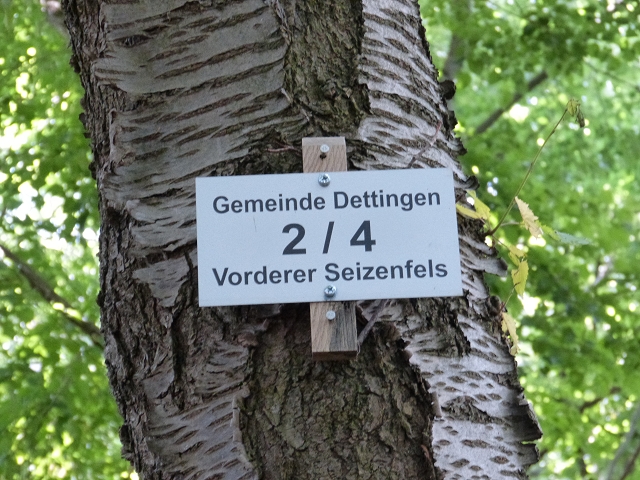 Gemeinde Dettingen
2 / 4
Vorderer Seizenfels